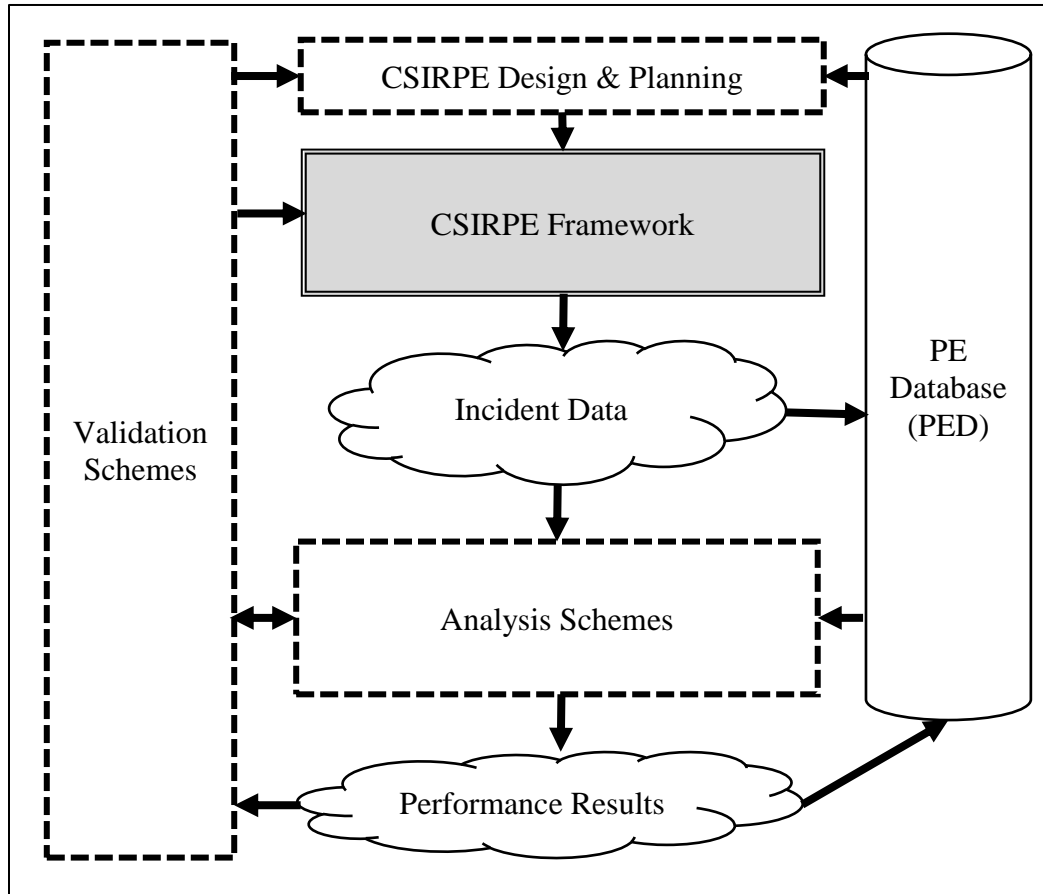 CSIRPE Design & Planning
CSIRPE Framework
Incident Data
PE
Database
(PED)
Validation
Schemes
Analysis Schemes
Performance Results